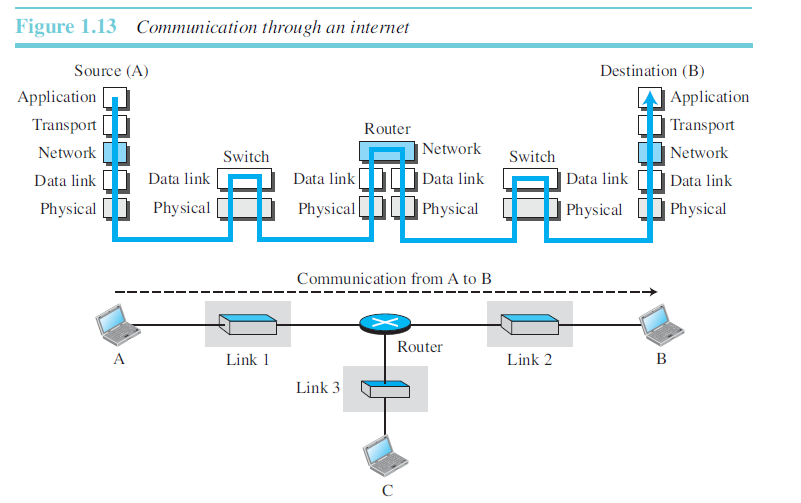 Figure 1.13 Communication through an internet
Source (A)
Destination (B)
Application
Application
Transport
Router
Transport
Network
Switch
Network
Switch
Network
Data link
Data link
Data link
Data link
Data link
Data link
Physical
Physical
Physical
Physical
Physical
Physical
Communication from A to B
A
Link 1
Router
Link 2
B
Link 3
C